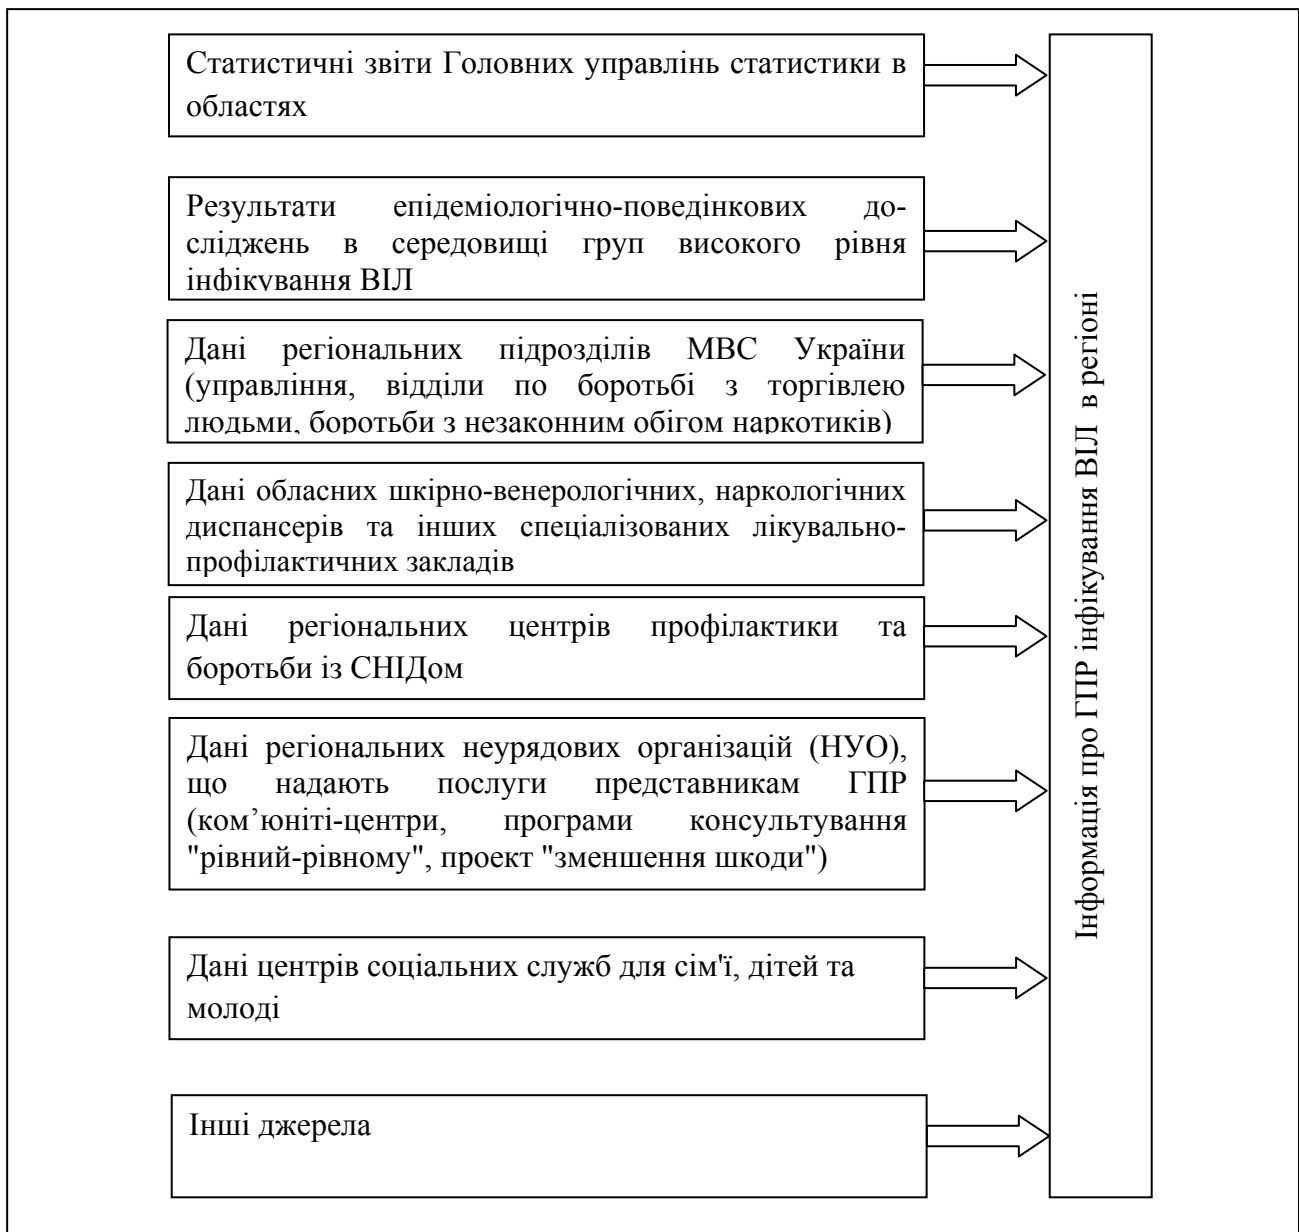 Статистичні звіти Головних управлінь статистики в
областях
Результати епідеміологічно-поведінкових до-
сліджень в середовищі груп високого рівня
інфікування ВІЛ
Дані регіональних підрозділів МВС України
(управління, відділи по боротьбі з торгівлею
людьми, боротьби з незаконним обігом наркотиків)
Дані обласних шкірно-венерологічних, наркологічних
диспансерів та інших спеціалізованих лікувально-
профілактичних закладів
Дані регіональних центрів профілактики та
боротьби із СНІДом
Дані регіональних неурядових організацій (НУО),
що надають послуги представникам ГПР
(ком’юніті-центри, програми консультування
"рівний-рівному", проект "зменшення шкоди")
Дані центрів соціальних служб для сім'ї, дітей та
молоді
Інші джерела
Інформація про ГПР інфікування ВІЛ в регіоні